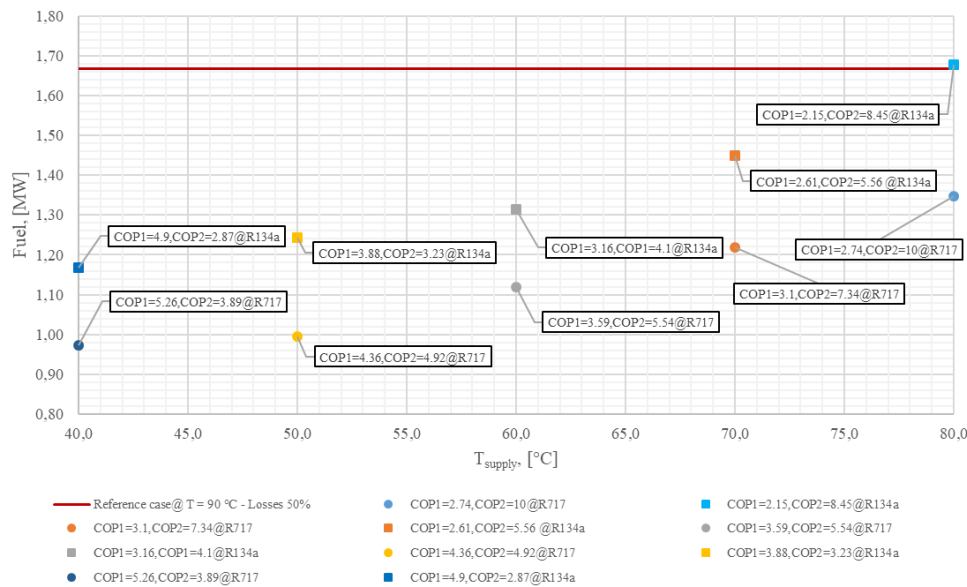 1,80
1,70
1,60
1,50
1,40
1,30
1,20
1,10
1,00
0,90
0,80
Fuel, [MW]
COP1=2.15,COP2=8.45@R134a
COP1=2.61,COP2=5.56 @R134a
COP1=4.9,COP2=2.87@R134a
COP1=3.88,COP2=3.23@R134a
COP1=3.16,COP1=4.1@R134a
COP1=2.74,COP2=10@R717
COP1=5.26,COP2=3.89@R717
COP1=3.1,COP2=7.34@R717
COP1=3.59,COP2=5.54@R717
COP1=4.36,COP2=4.92@R717
40,0 45,0 50,0 55,0 60,0 65,0 70,0 75,0 80,0
Tsupply, [°C]
Reference case@ T = 90 °C - Losses 50% COP1=2.74,COP2=10@R717 COP1=2.15,COP2=8.45@R134a
COP1=3.1,COP2=7.34@R717 COP1=2.61,COP2=5.56 @R134a COP1=3.59,COP2=5.54@R717
COP1=3.16,COP1=4.1@R134a COP1=4.36,COP2=4.92@R717 COP1=3.88,COP2=3.23@R134a
COP1=5.26,COP2=3.89@R717 COP1=4.9,COP2=2.87@R134a